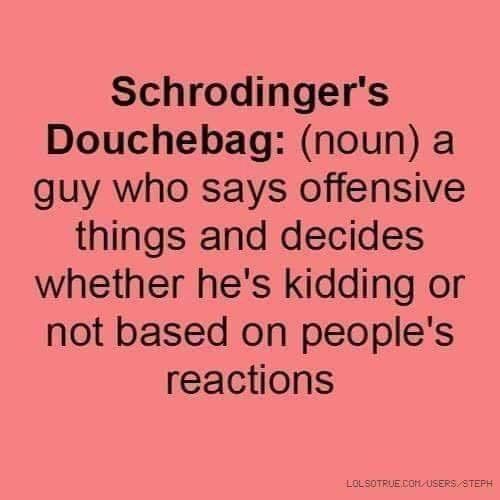 Schrodinger's
Douchebag: (noun) a
guy who says offensive
things and decides
whether he's kidding or
not based on people's
reactions
LOLSOTRUE.COM/USERS/STEPH